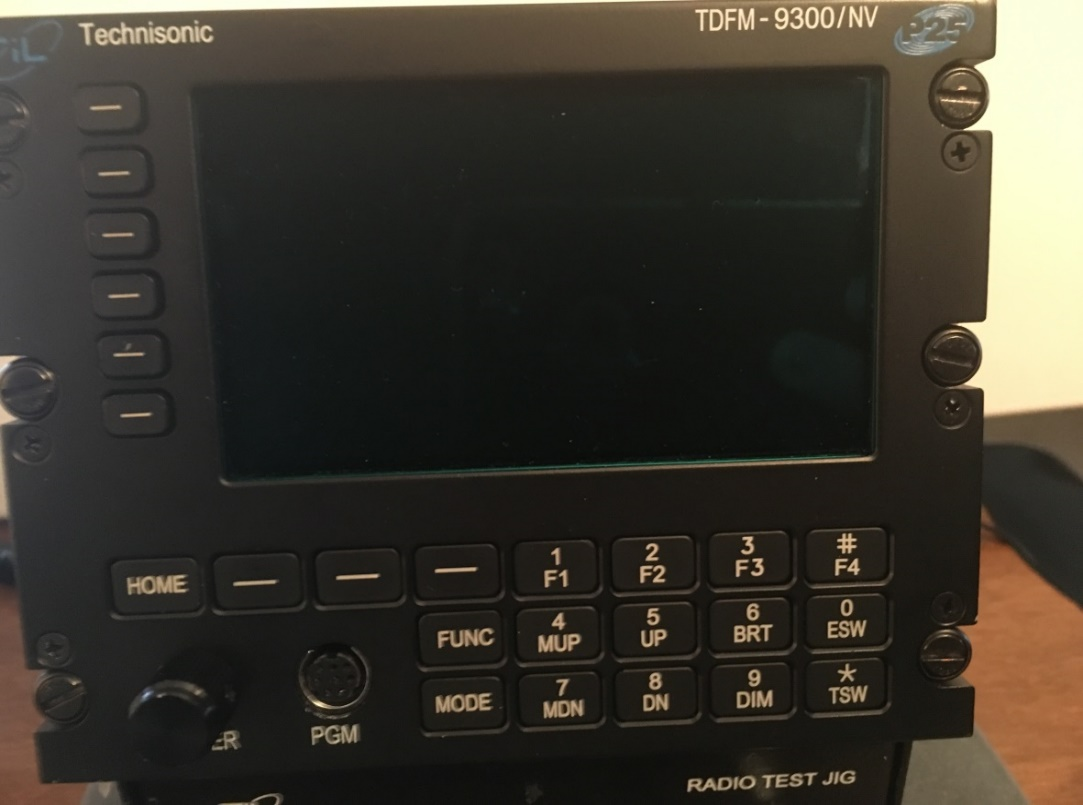 Technisonic
TDFM - 9300/NV
P25
HOME
1
F1
2
F2
3
F3
#
F4
FUNC
4
MUP
5
UP
6
BRT
0
ESW
MODE
7
MDN
8
DN
9
DIM
*
TSW
PGM
RADIO TEST JIG